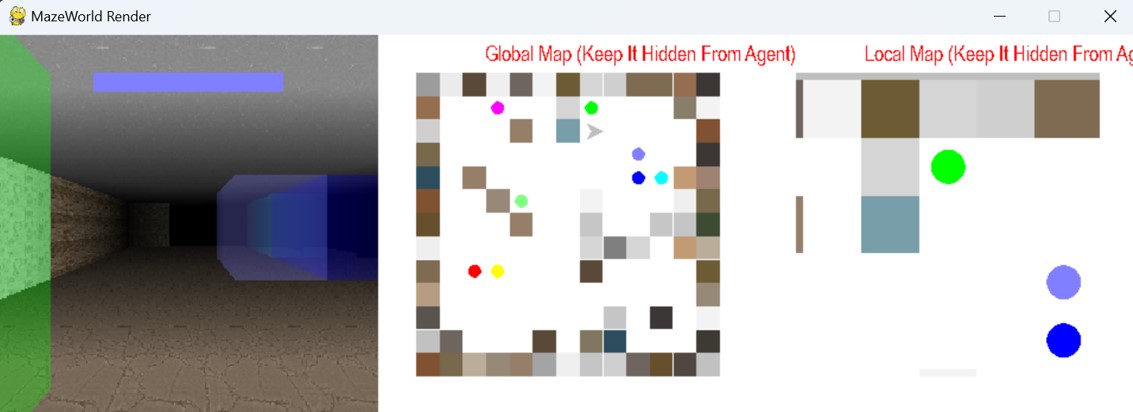 MazeWorld Render
Global Map (Keep It Hidden From Agent)
Local Map (Keep It Hidden From Ag